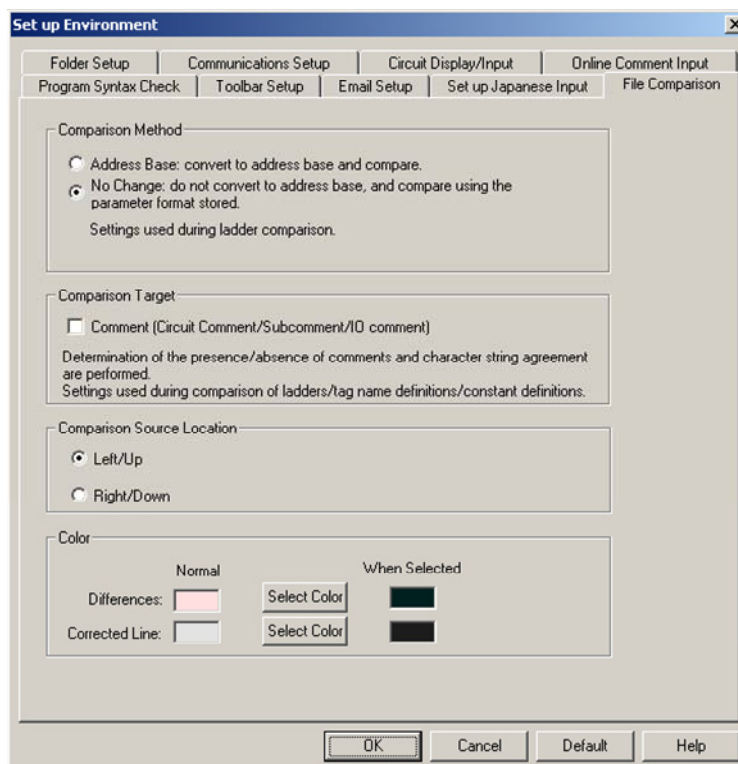 Set up Environment
Folder Setup Communications Setup Circuit Display/Input Online Comment Input
Program Syntax Check Toolbar Setup Email Setup Set up Japanese Input File Comparison
Comparison Method
Address Base: convert to address base and compare.
No Change: do not convert to address base, and compare using the
parameter format stored.
Settings used during ladder comparison.
Comparison Target
Comment (Circuit Comment/Subcomment/IO comment)
Determination of the presence/absence of comments and character string agreement
are performed.
Settings used during comparison of ladders/tag name definitions/constant definitions.
Comparison Source Location
Left/Up
Right/Down
Color
Normal When Selected
Differences: Select Color
Corrected Line: Select Color
OK Cancel Default Help